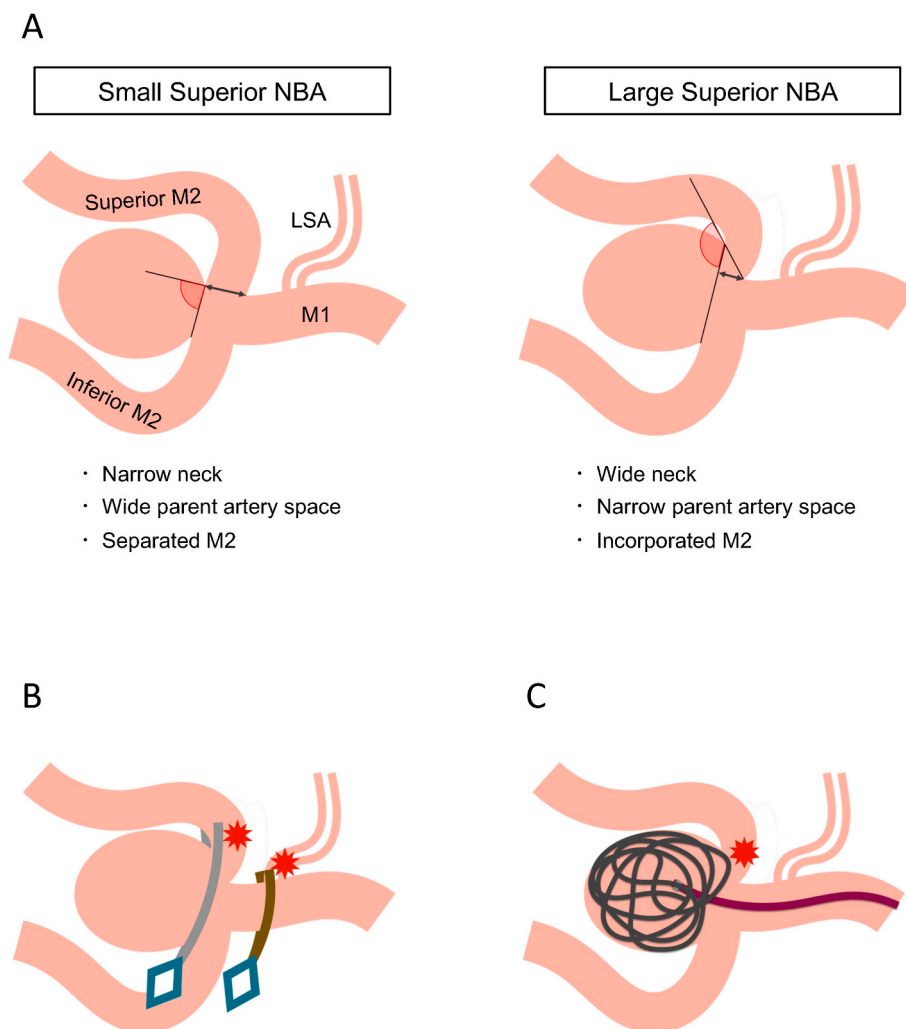 A
Small Superior NBA
Large Superior NBA
Superior M2
LSA
M1
Inferior M2
・ Narrow neck
・ Wide parent artery space
・ Separated M2
・ Wide neck
・ Narrow parent artery space
・ Incorporated M2
B
C